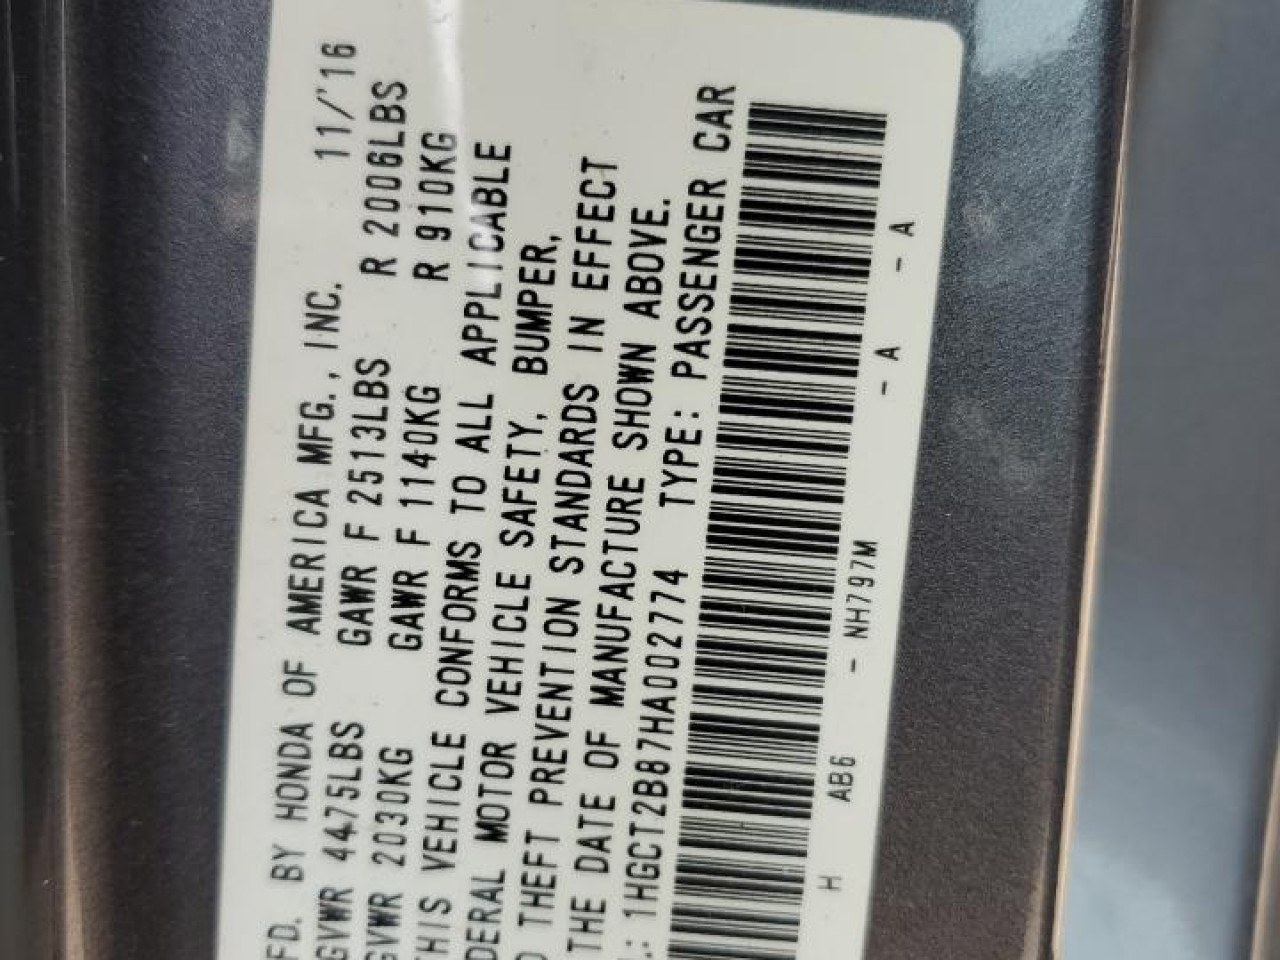 FD. BY HONDA OF AMERICA MFG., INC. 11/'16
GVWR 4475LBS GAWR F 2513LBS R 2006LBS
GVWR 2030KG GAWR F 1140KG R 910KG
THIS VEHICLE CONFORMS TO ALL APPLICABLE
DERAL MOTOR VEHICLE SAFETY, BUMPER,
D THEFT PREVENTION STANDARDS IN EFFECT
THE DATE OF MANUFACTURE SHOWN ABOVE.
.: 1HGCT2B87HA002774 TYPE: PASSENGER CAR
H AB6 - NH797M - A - A